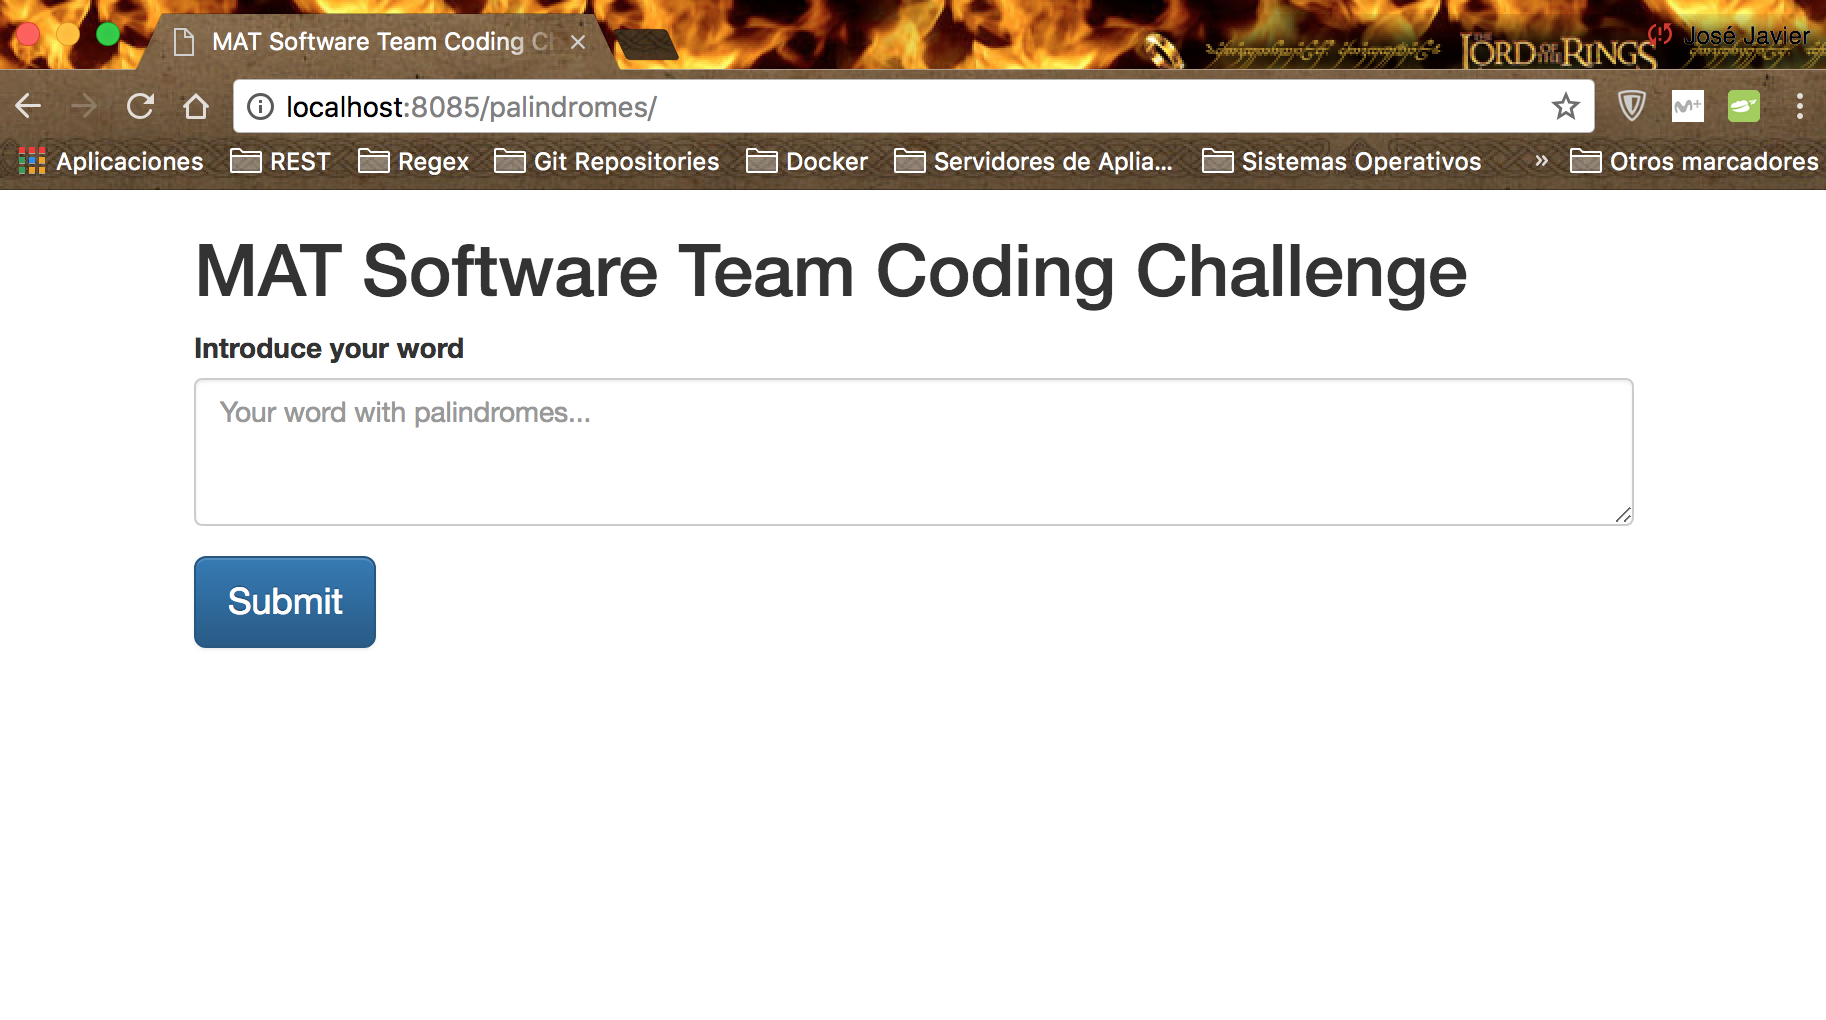 MAT Software Team Coding Ch
THE LORD OF THE RINGS
José Javier
localhost:8085/palindromes/
M+
Aplicaciones REST Regex Git Repositories Docker Servidores de Aplia... Sistemas Operativos » Otros marcadores
MAT Software Team Coding Challenge
Introduce your word
Your word with palindromes...
Submit